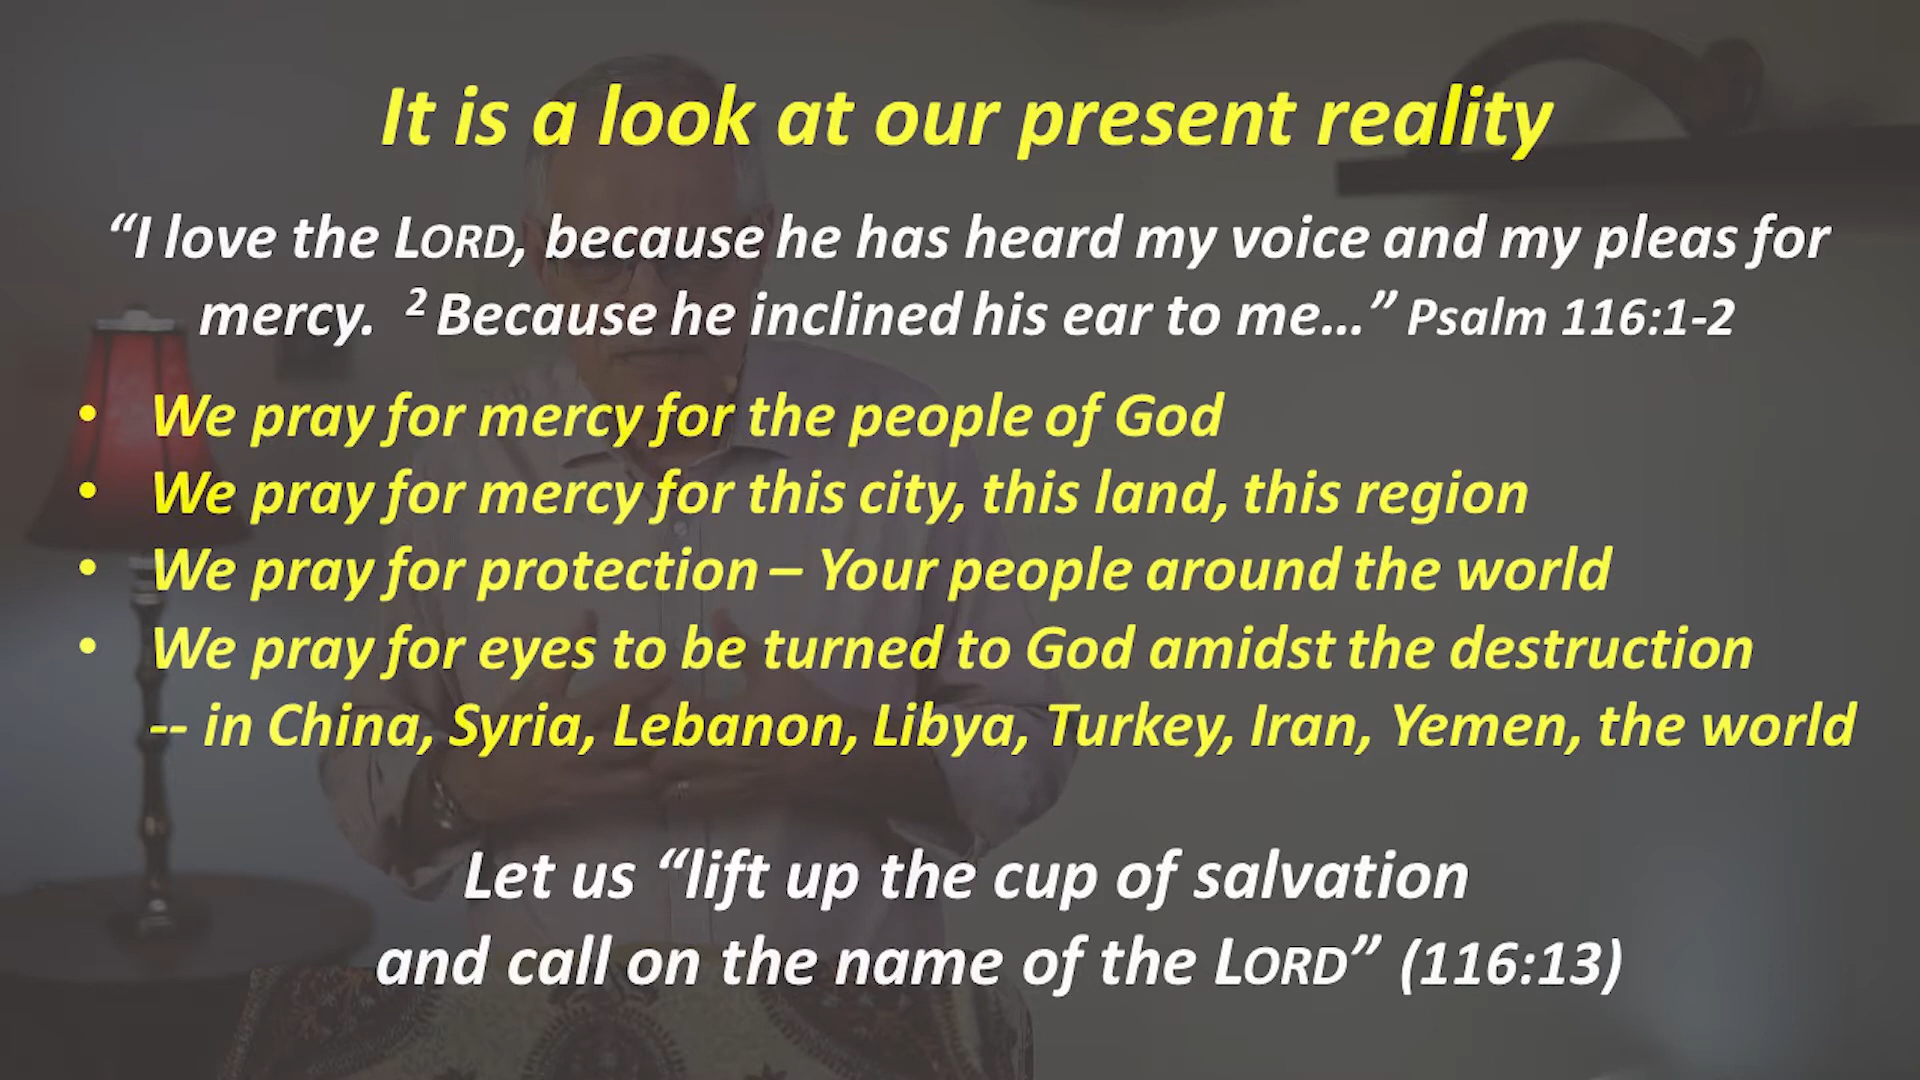 It is a look at our present reality
“I love the LORD, because he has heard my voice and my pleas for
mercy. 2 Because he inclined his ear to me…” Psalm 116:1-2
• We pray for mercy for the people of God
• We pray for mercy for this city, this land, this region
• We pray for protection – Your people around the world
• We pray for eyes to be turned to God amidst the destruction
-- in China, Syria, Lebanon, Libya, Turkey, Iran, Yemen, the world
Let us “lift up the cup of salvation
and call on the name of the LORD” (116:13)